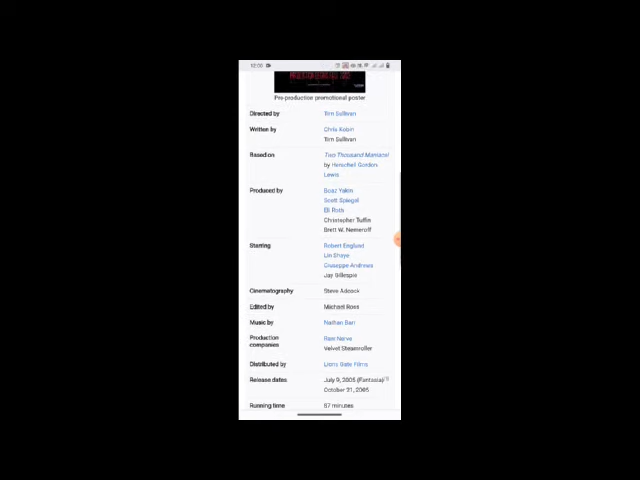 12:00
Pre-production promotional poster
Directed by Tim Sullivan
Written by Chris Kobin
Tim Sullivan
Based on Two Thousand Maniacs!
by Herschell Gordon
Lewis
Produced by Boaz Yakin
Scott Spiegel
Eli Roth
Christopher Tuffin
Brett W. Nemeroff
Starring Robert Englund
Lin Shaye
Giuseppe Andrews
Jay Gillespie
Cinematography Steve Adcock
Edited by Michael Ross
Music by Nathan Barr
Production
companies
Raw Nerve
Velvet Steamroller
Distributed by Lions Gate Films
Release dates July 9, 2005 (Fantasia)
October 21, 2005
Running time 87 minutes